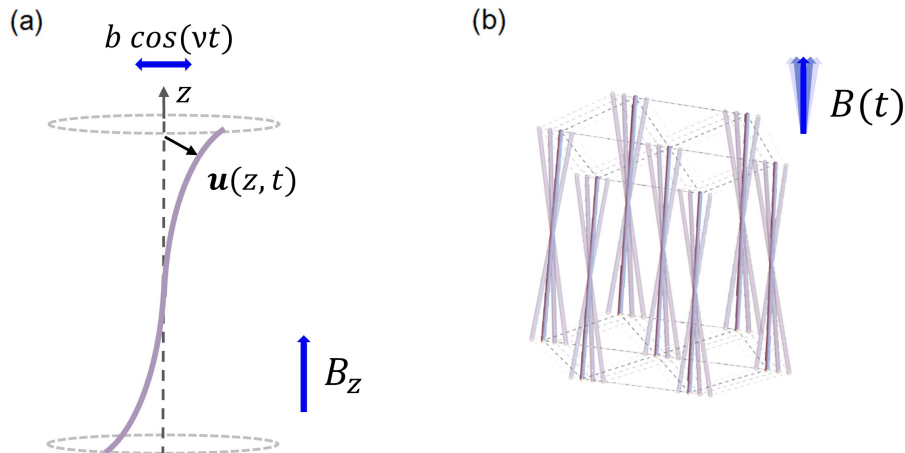 (a)
b cos(νt)
z
u(z, t)
B_z
(b)
B(t)